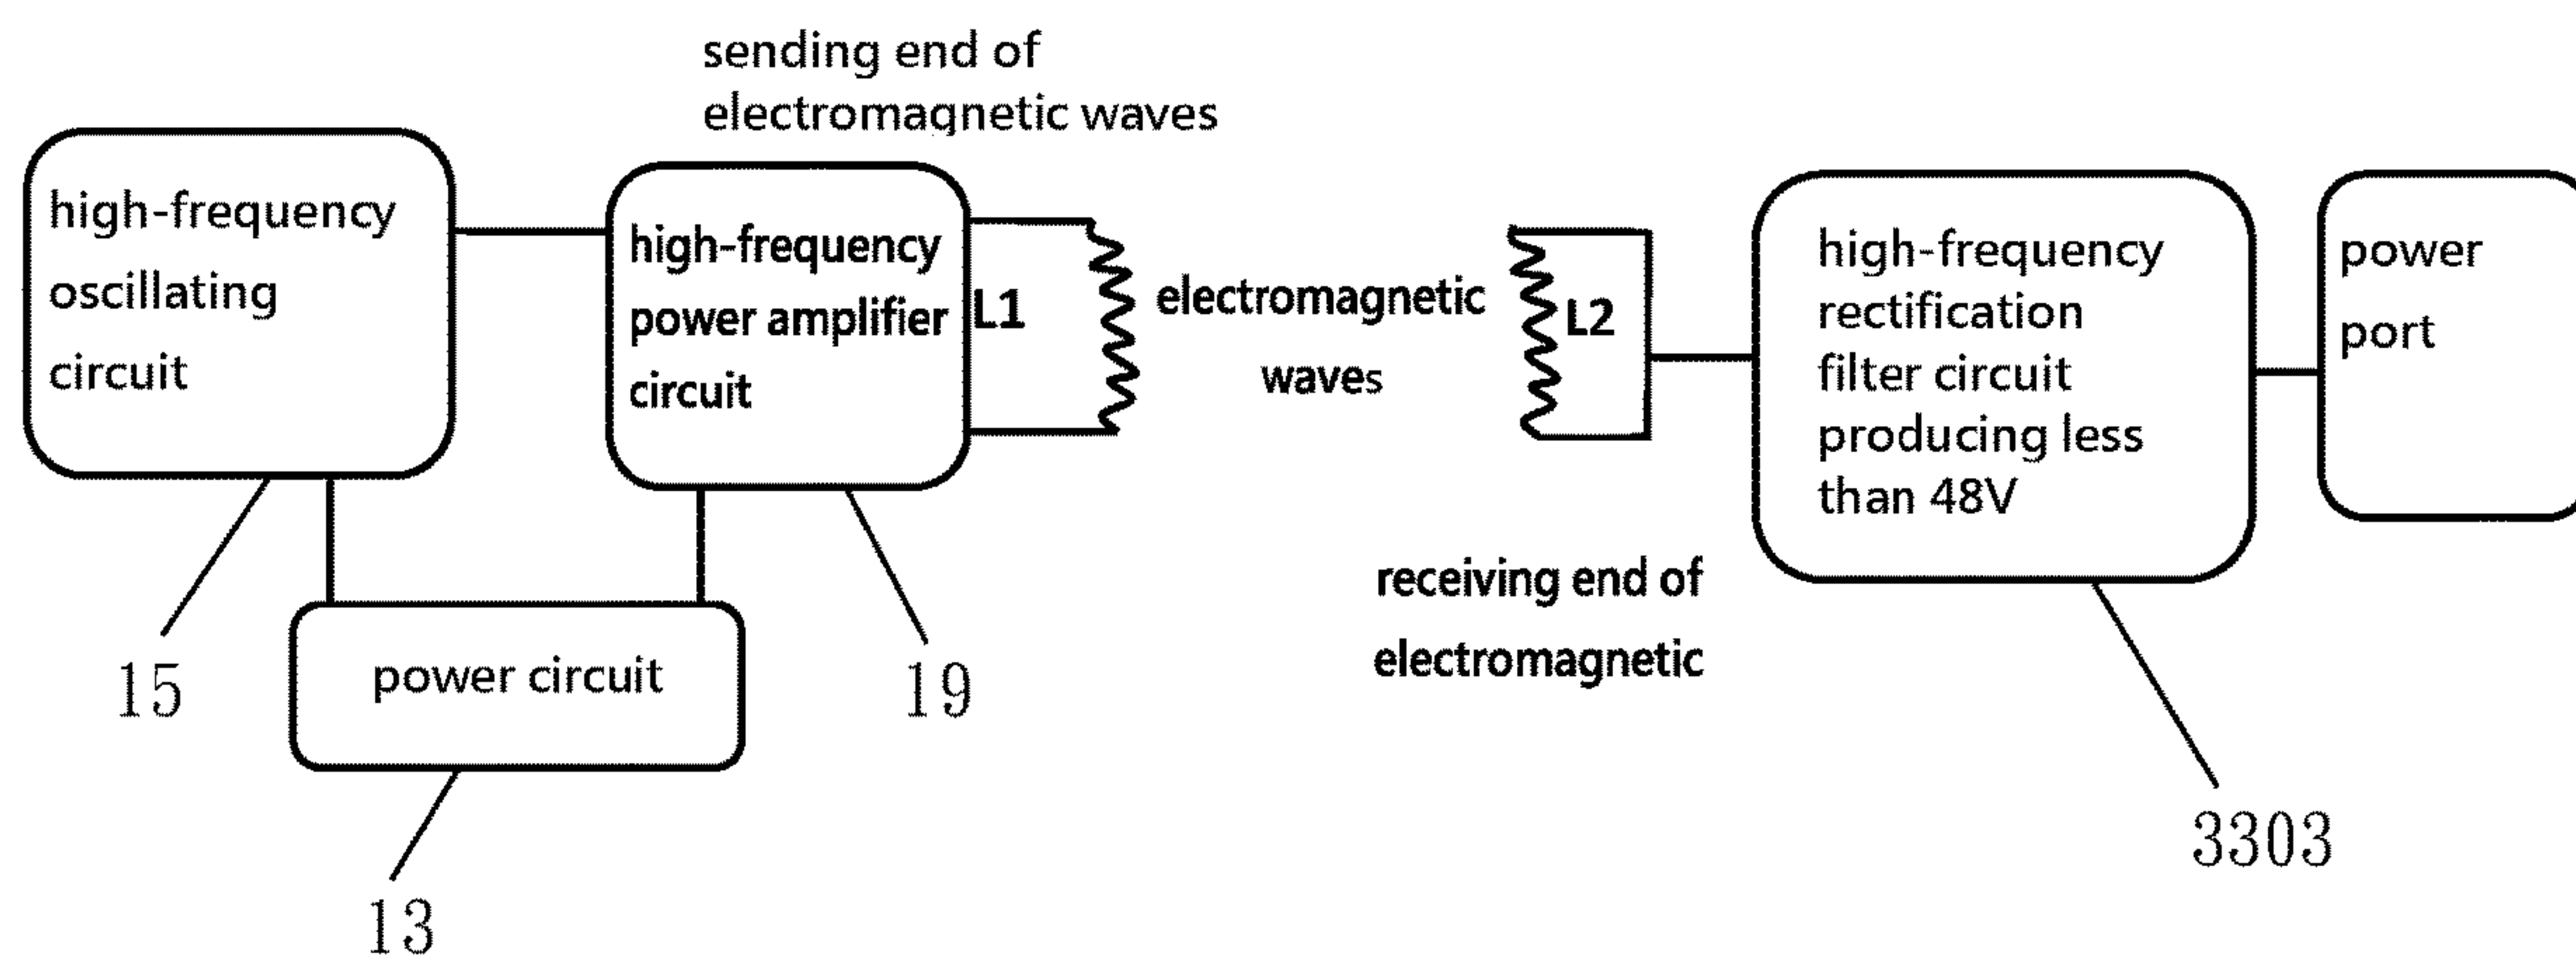 sending end of
electromagnetic waves
high-frequency
oscillating
circuit
high-frequency
power amplifier
circuit
L1
electromagnetic
waves
L2
high-frequency
rectification
filter circuit
producing less
than 48V
power
port
receiving end of
electromagnetic
power circuit
15
19
13
3303